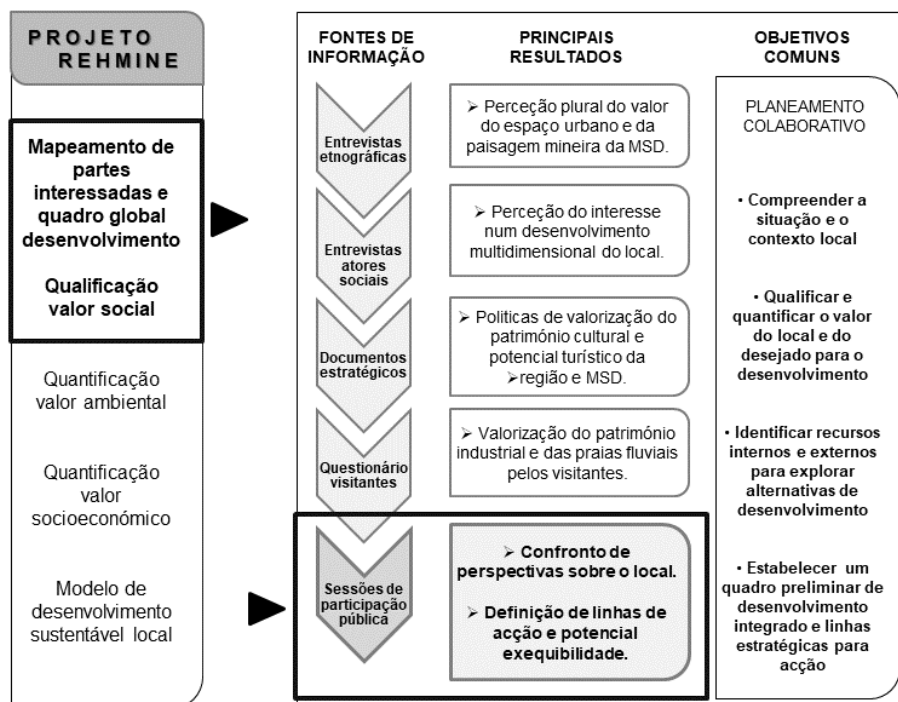 PROJETO
REHMINE
Mapeamento de
partes
interessadas e
quadro global
desenvolvimento
Qualificação
valor social
Quantificação
valor ambiental
Quantificação
valor
socioeconómico
Modelo de
desenvolvimento
sustentável local
FONTES DE
INFORMAÇÃO
Entrevistas
etnográficas
Entrevistas
atores
sociais
Documentos
estratégicos
Questionário
visitantes
Sessões de
participação
pública
PRINCIPAIS
RESULTADOS
➢ Perceção plural do valor
do espaço urbano e da
paisagem mineira da MSD.
➢ Perceção do interesse
num desenvolvimento
multidimensional do local.
➢ Politicas de valorização do
património cultural e
potencial turístico da
➢região e MSD.
➢ Valorização do património
industrial e das praias fluviais
pelos visitantes.
➢ Confronto de
perspectivas sobre o local.
➢ Definição de linhas de
acção e potencial
exequibilidade.
OBJETIVOS
COMUNS
PLANEAMENTO
COLABORATIVO
• Compreender a
situação e o
contexto local
• Qualificar e
quantificar o valor
do local e do
desejado para o
desenvolvimento
• Identificar recursos
internos e externos
para explorar
alternativas de
desenvolvimento
• Estabelecer um
quadro preliminar de
desenvolvimento
integrado e linhas
estratégicas para
acção